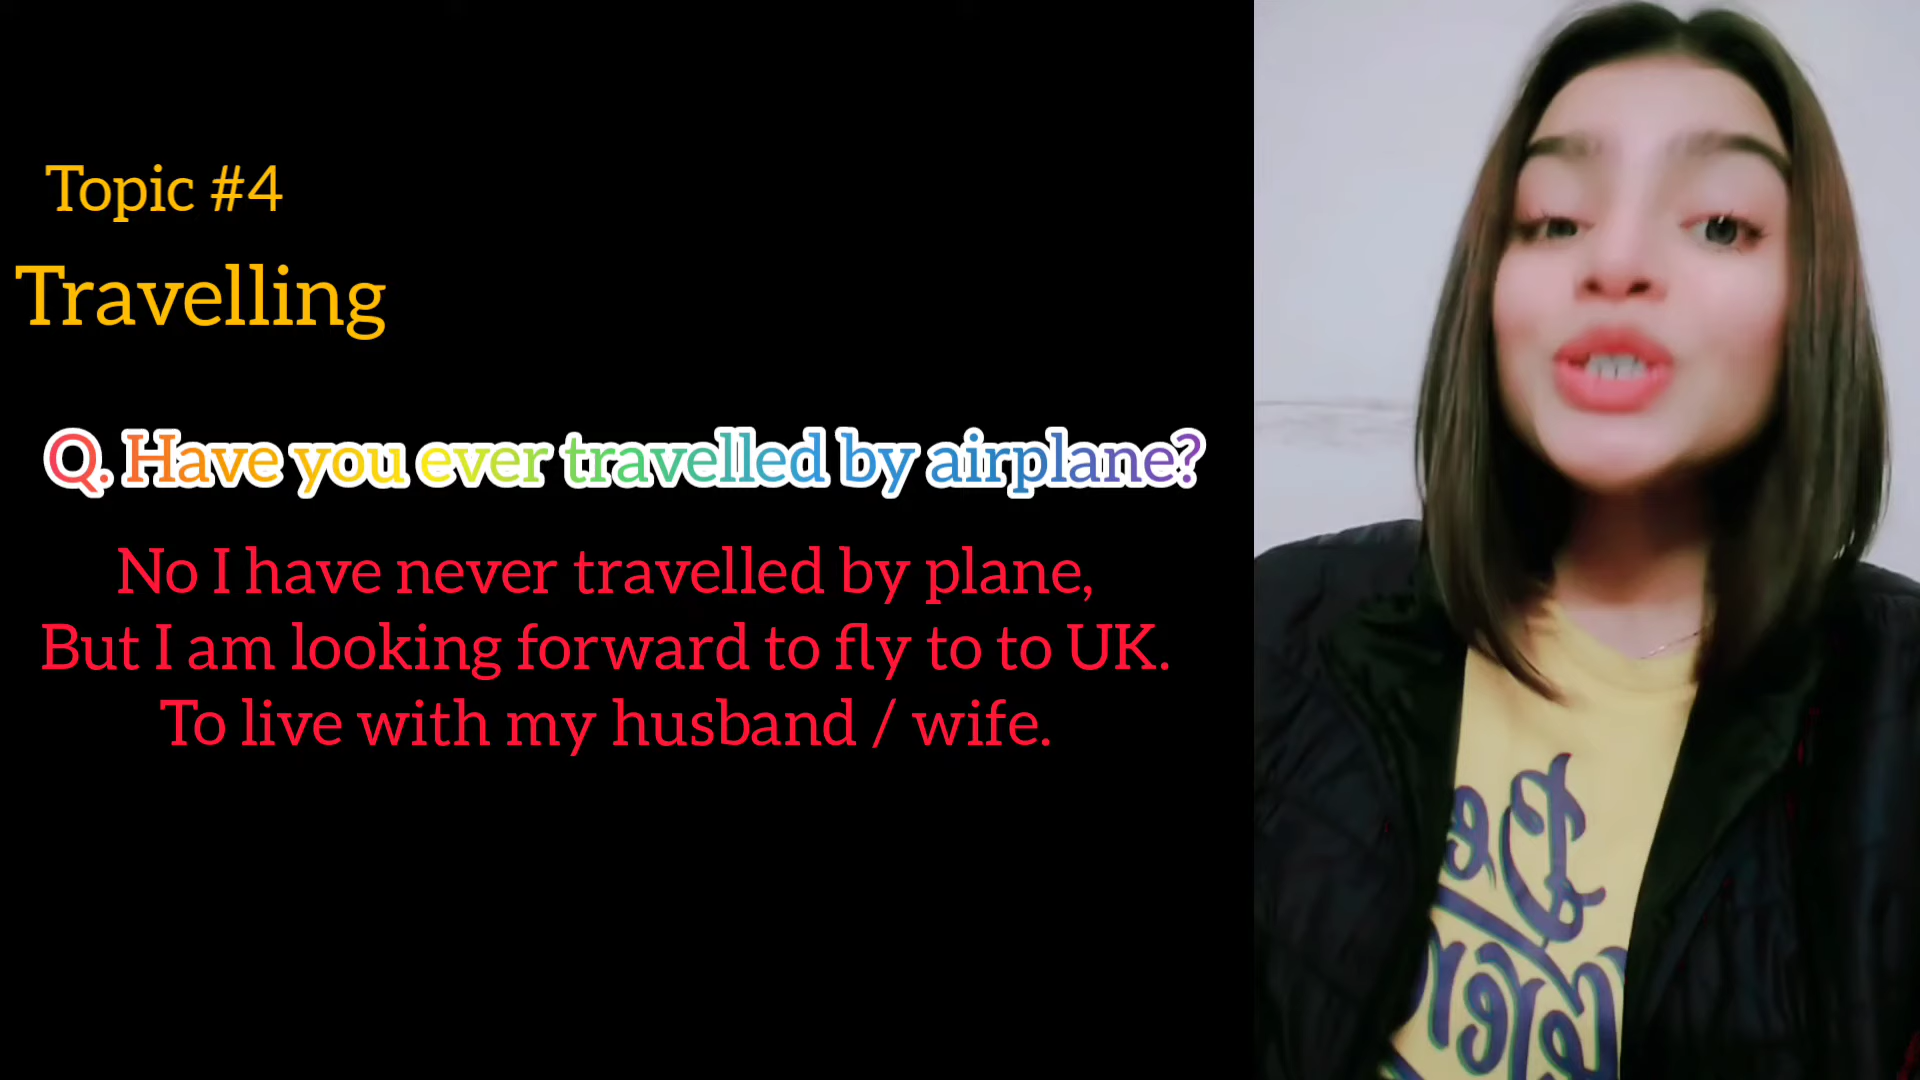 Topic #4
Travelling
Q. Have you ever travelled by airplane?
No I have never travelled by plane,
But I am looking forward to fly to to UK.
To live with my husband / wife.